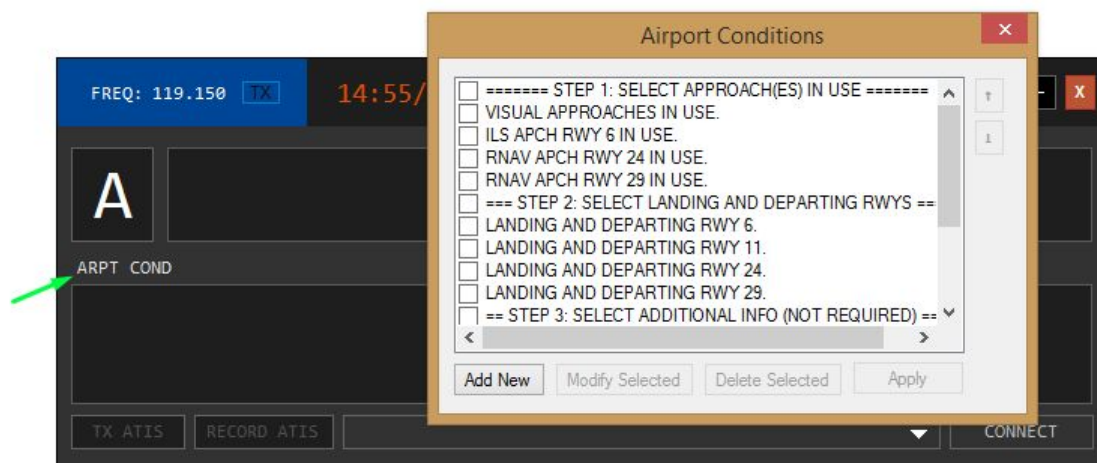 Airport Conditions
FREQ: 119.150 TX 14:55/
- X
======= STEP 1: SELECT APPROACH(ES) IN USE =======
VISUAL APPROACHES IN USE.
ILS APCH RWY 6 IN USE.
RNAV APCH RWY 24 IN USE.
RNAV APCH RWY 29 IN USE.
=== STEP 2: SELECT LANDING AND DEPARTING RWYS ==
LANDING AND DEPARTING RWY 6.
LANDING AND DEPARTING RWY 11.
LANDING AND DEPARTING RWY 24.
LANDING AND DEPARTING RWY 29.
== STEP 3: SELECT ADDITIONAL INFO (NOT REQUIRED) ==
Add New Modify Selected Delete Selected Apply
A
ARPT COND
TX ATIS RECORD ATIS CONNECT